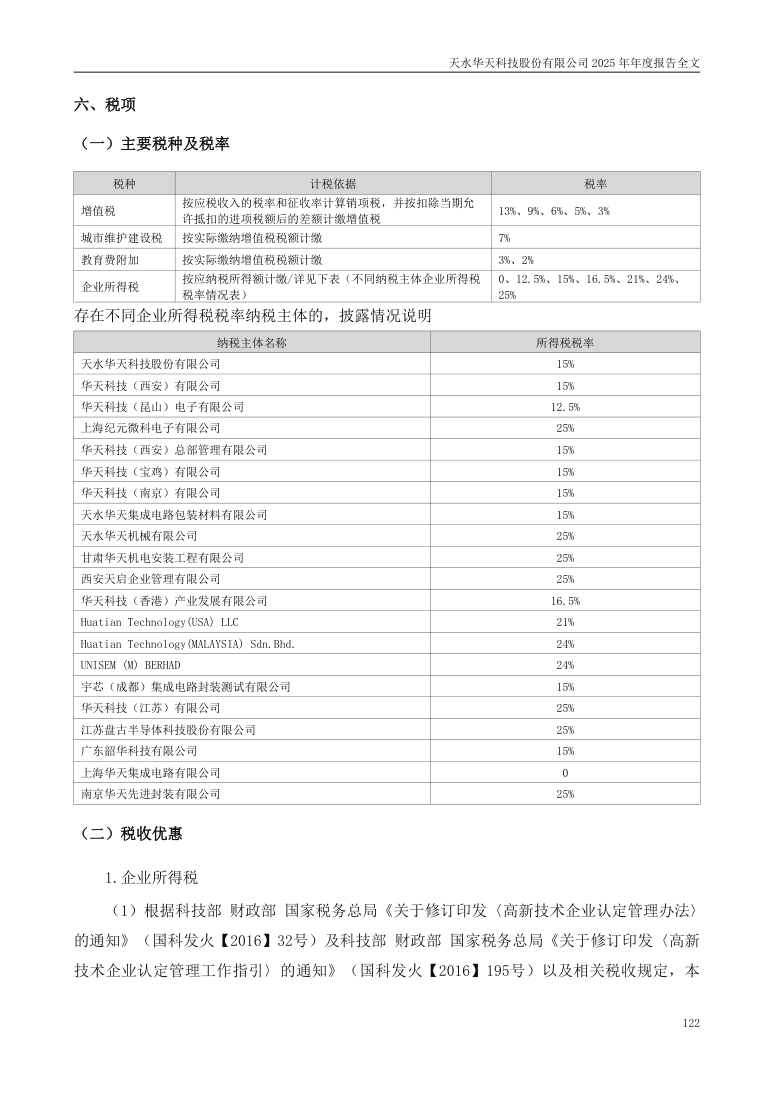 天水华天科技股份有限公司 2025 年年度报告全文
六、税项
（一）主要税种及税率
税种 计税依据 税率
增值税 按应税收入的税率和征收率计算销项税，并按扣除当期允 13%、9%、6%、5%、3%
许抵扣的进项税额后的差额计缴增值税
城市维护建设税 按实际缴纳增值税税额计缴 7%
教育费附加 按实际缴纳增值税税额计缴 3%、2%
企业所得税 按应纳税所得额计缴/详见下表（不同纳税主体企业所得税 0、12.5%、15%、16.5%、21%、24%、
税率情况表） 25%
存在不同企业所得税税率纳税主体的，披露情况说明
纳税主体名称 所得税税率
天水华天科技股份有限公司 15%
华天科技（西安）有限公司 15%
华天科技（昆山）电子有限公司 12.5%
上海纪元微科电子有限公司 25%
华天科技（西安）总部管理有限公司 15%
华天科技（宝鸡）有限公司 15%
华天科技（南京）有限公司 15%
天水华天集成电路包装材料有限公司 15%
天水华天机械有限公司 25%
甘肃华天机电安装工程有限公司 25%
西安天启企业管理有限公司 25%
华天科技（香港）产业发展有限公司 16.5%
Huatian Technology(USA) LLC 21%
Huatian Technology(MALAYSIA) Sdn.Bhd. 24%
UNISEM (M) BERHAD 24%
宇芯（成都）集成电路封装测试有限公司 15%
华天科技（江苏）有限公司 25%
江苏盘古半导体科技股份有限公司 25%
广东韶华科技有限公司 15%
上海华天集成电路有限公司 0
南京华天先进封装有限公司 25%
（二）税收优惠
1.企业所得税
（1）根据科技部 财政部 国家税务总局《关于修订印发〈高新技术企业认定管理办法〉
的通知》（国科发火【2016】32号）及科技部 财政部 国家税务总局《关于修订印发〈高新
技术企业认定管理工作指引〉的通知》（国科发火【2016】195号）以及相关税收规定，本
122